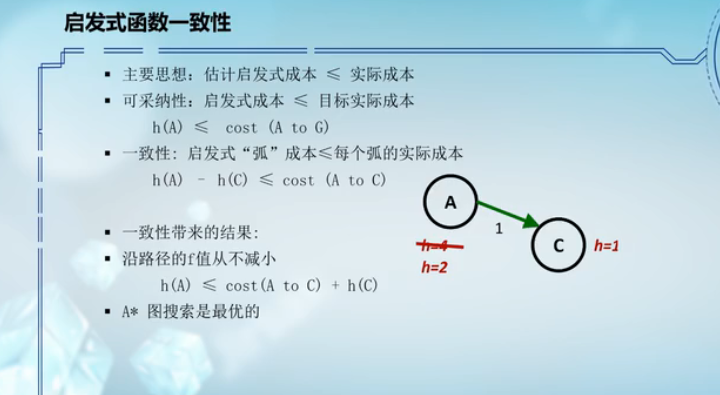 启发式函数一致性
▪ 主要思想：估计启发式成本 ≤ 实际成本
▪ 可采纳性：启发式成本 ≤ 目标实际成本
h(A) ≤ cost (A to G)
▪ 一致性: 启发式“弧”成本≤每个弧的实际成本
h(A) - h(C) ≤ cost (A to C)
A
1
C
h=4
h=2
h=1
▪ 一致性带来的结果:
▪ 沿路径的f值从不减小
h(A) ≤ cost(A to C) + h(C)
▪ A* 图搜索是最优的